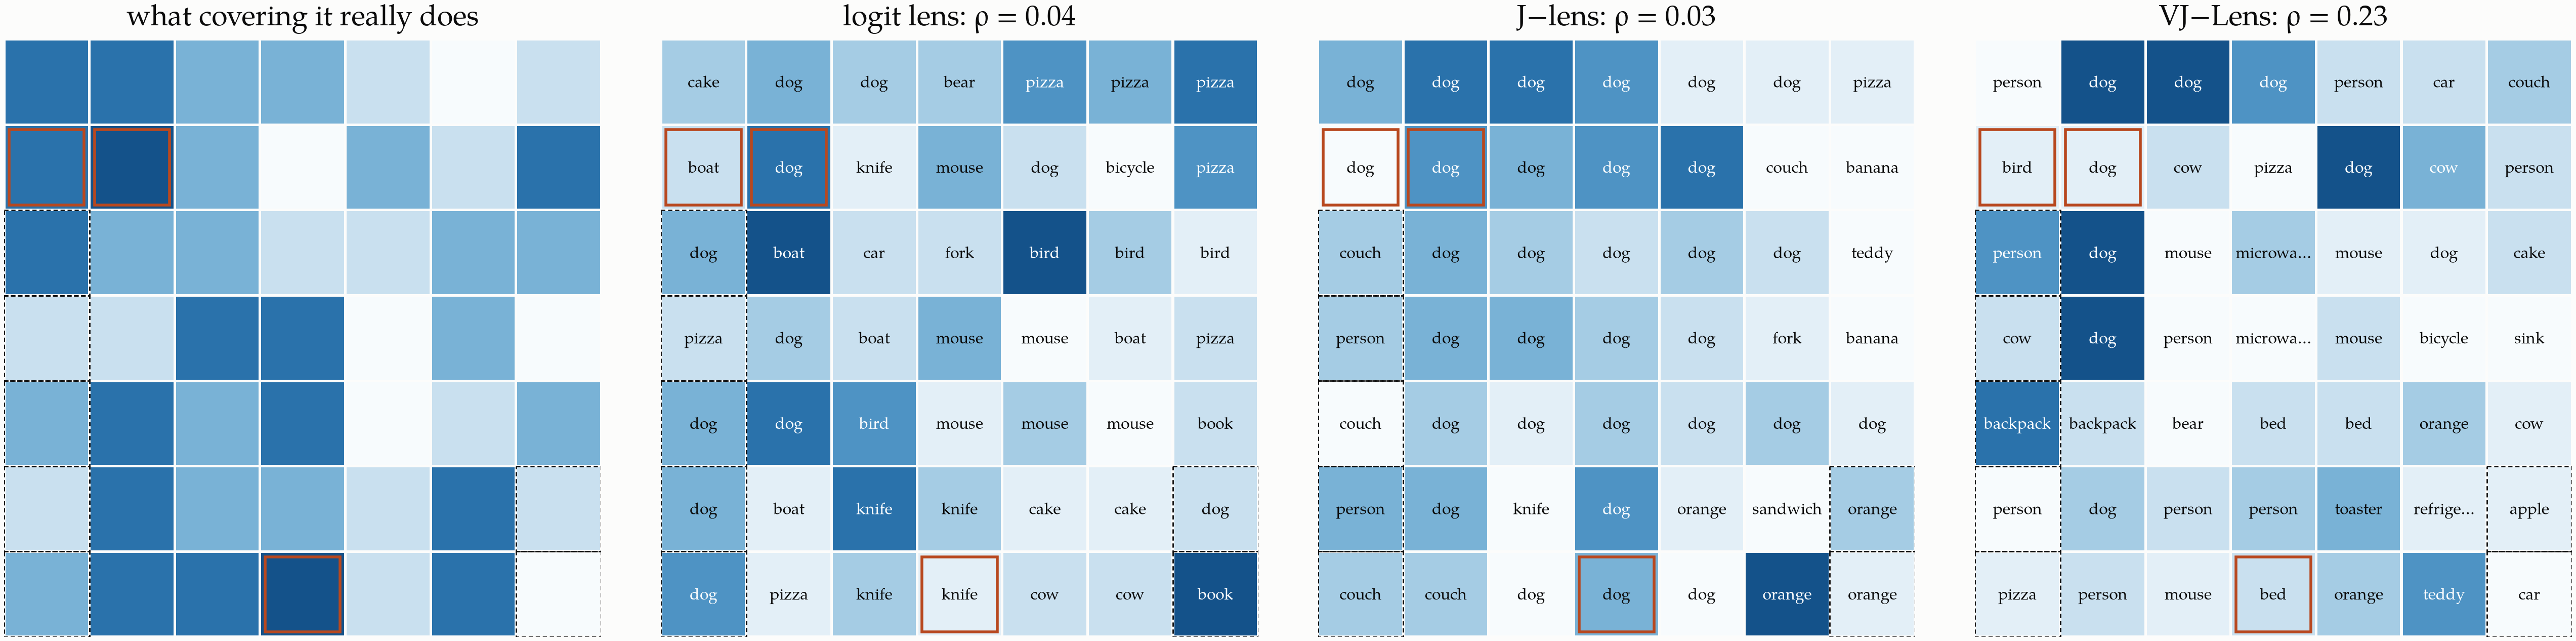 what covering it really does
logit lens: ρ = 0.04
cake dog dog bear pizza pizza pizza
boat dog knife mouse dog bicycle pizza
dog boat car fork bird bird bird
pizza dog boat mouse mouse boat pizza
dog dog bird mouse mouse mouse book
dog boat knife knife cake cake dog
dog pizza knife knife cow cow book
J−lens: ρ = 0.03
dog dog dog dog dog dog pizza
dog dog dog dog dog couch banana
couch dog dog dog dog dog teddy
person dog dog dog dog fork banana
couch dog dog dog dog dog dog
person dog knife dog orange sandwich orange
couch couch dog dog dog orange orange
VJ−Lens: ρ = 0.23
person dog dog dog person car couch
bird dog cow pizza dog cow person
person dog mouse microwa... mouse dog cake
cow dog person microwa... mouse bicycle sink
backpack backpack bear bed bed orange cow
person dog person person toaster refrige... apple
pizza person mouse bed orange teddy car